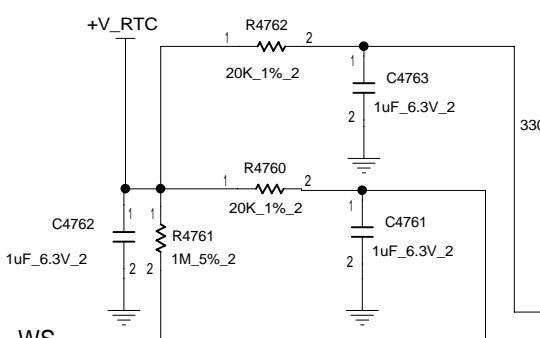 +V_RTC
R4762
1 2
20K_1%_2
1
C4763
1uF_6.3V_2
2
330
R4760
1 2
20K_1%_2
C4762
1
1uF_6.3V_2
2
1
R4761
1M_5%_2
2
1
C4761
1uF_6.3V_2
2